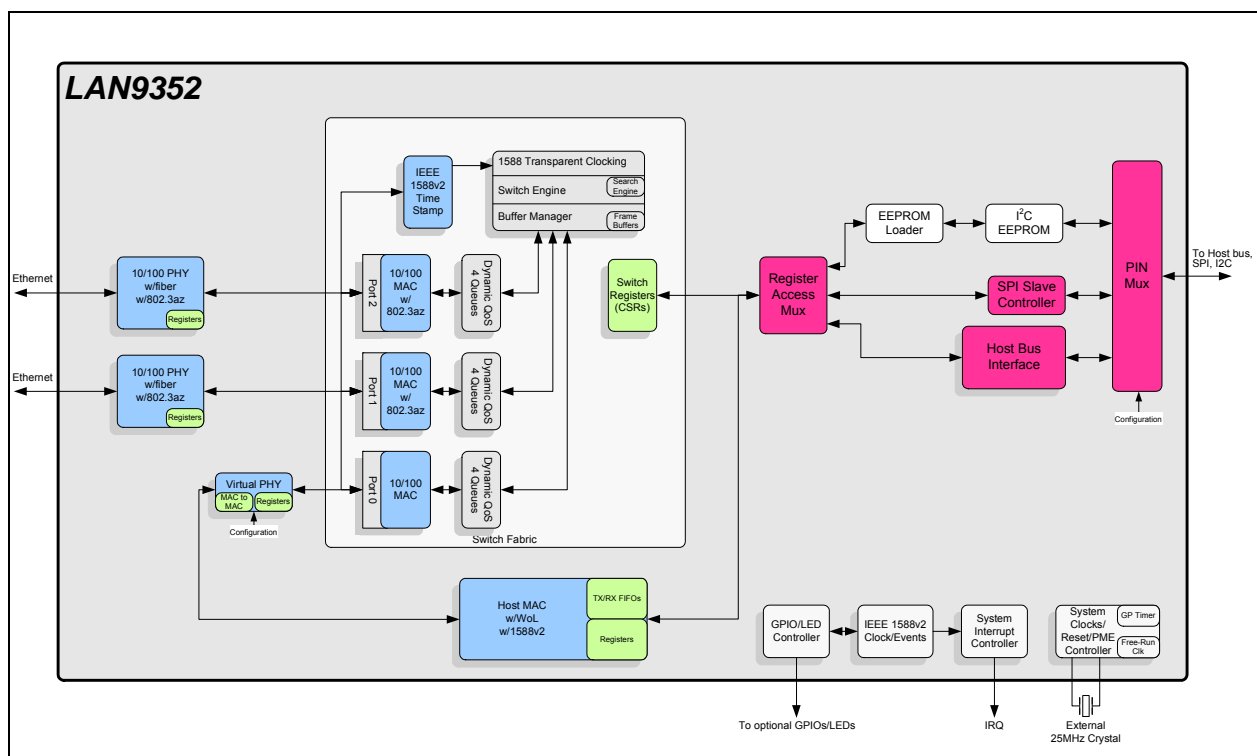 LAN9352
IEEE
1588v2
Time
Stamp
1588 Transparent Clocking
Switch Engine
Search
Engine
Buffer Manager
Frame
Buffers
Ethernet
10/100 PHY
w/fiber
w/802.3az
Registers
Port 2
10/100
MAC
w/
802.3az
Dynamic QoS
4 Queues
Switch
Registers
(CSRs)
Ethernet
10/100 PHY
w/fiber
w/802.3az
Registers
Port 1
10/100
MAC
w/
802.3az
Dynamic QoS
4 Queues
Virtual PHY
MAC to
MAC
Registers
Configuration
Port 0
10/100
MAC
Dynamic QoS
4 Queues
Switch Fabric
Host MAC
w/WoL
w/1588v2
TX/RX FIFOs
Registers
Register
Access
Mux
EEPROM
Loader
I²C
EEPROM
SPI Slave
Controller
Host Bus
Interface
PIN
Mux
Configuration
To Host bus,
SPI, I2C
GPIO/LED
Controller
IEEE 1588v2
Clock/Events
System
Interrupt
Controller
System
Clocks/
Reset/PME
Controller
GP Timer
Free-Run
Clk
To optional GPIOs/LEDs
IRQ
External
25MHz Crystal